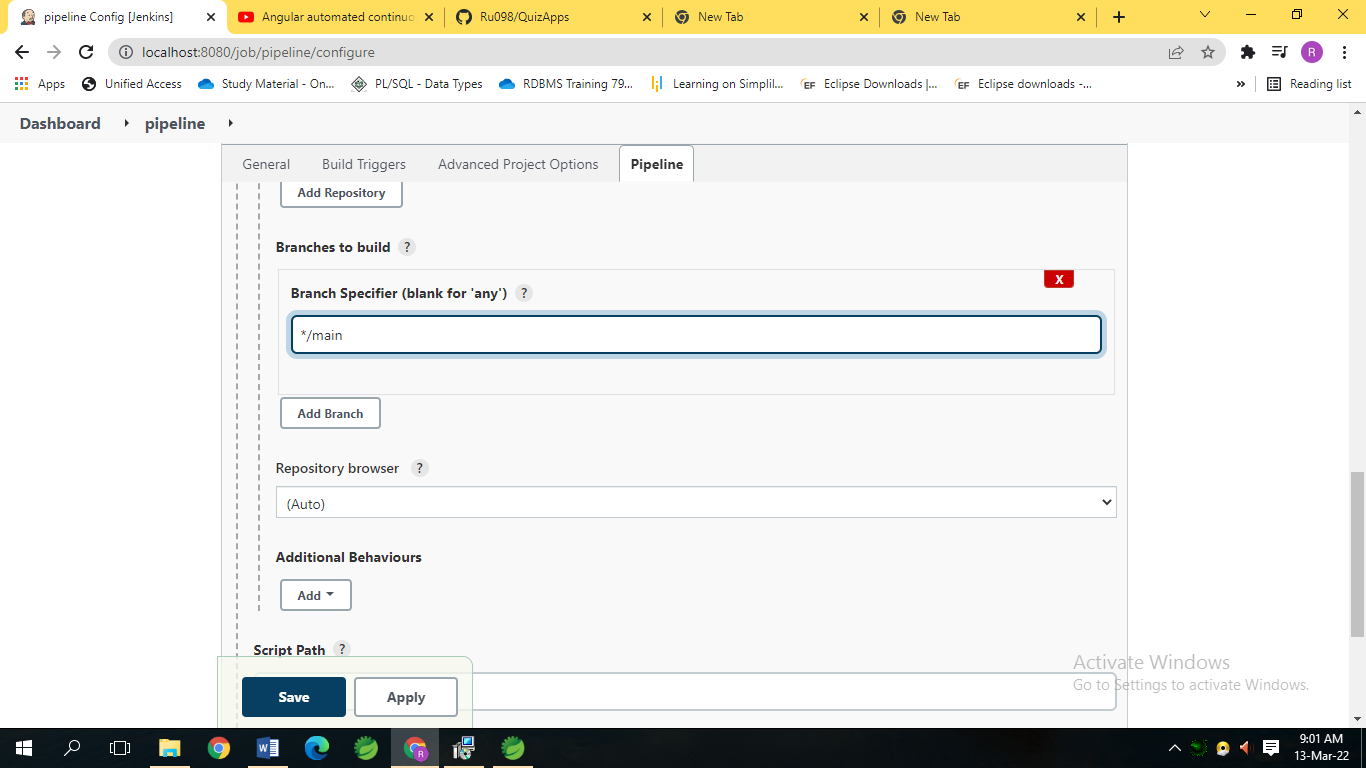 pipeline Config [Jenkins]
Angular automated continuo
Ru098/QuizApps
New Tab
New Tab
localhost:8080/job/pipeline/configure
R
Apps
Unified Access
Study Material - On...
PL/SQL - Data Types
RDBMS Training 79...
Learning on Simplil...
EF Eclipse Downloads |...
EF Eclipse downloads -...
»
Reading list
Dashboard
pipeline
General
Build Triggers
Advanced Project Options
Pipeline
Add Repository
Branches to build ?
X
Branch Specifier (blank for 'any') ?
*/main
Add Branch
Repository browser ?
(Auto)
Additional Behaviours
Add
Script Path ?
Save
Apply
Activate Windows
Go to Settings to activate Windows.
9:01 AM
13-Mar-22